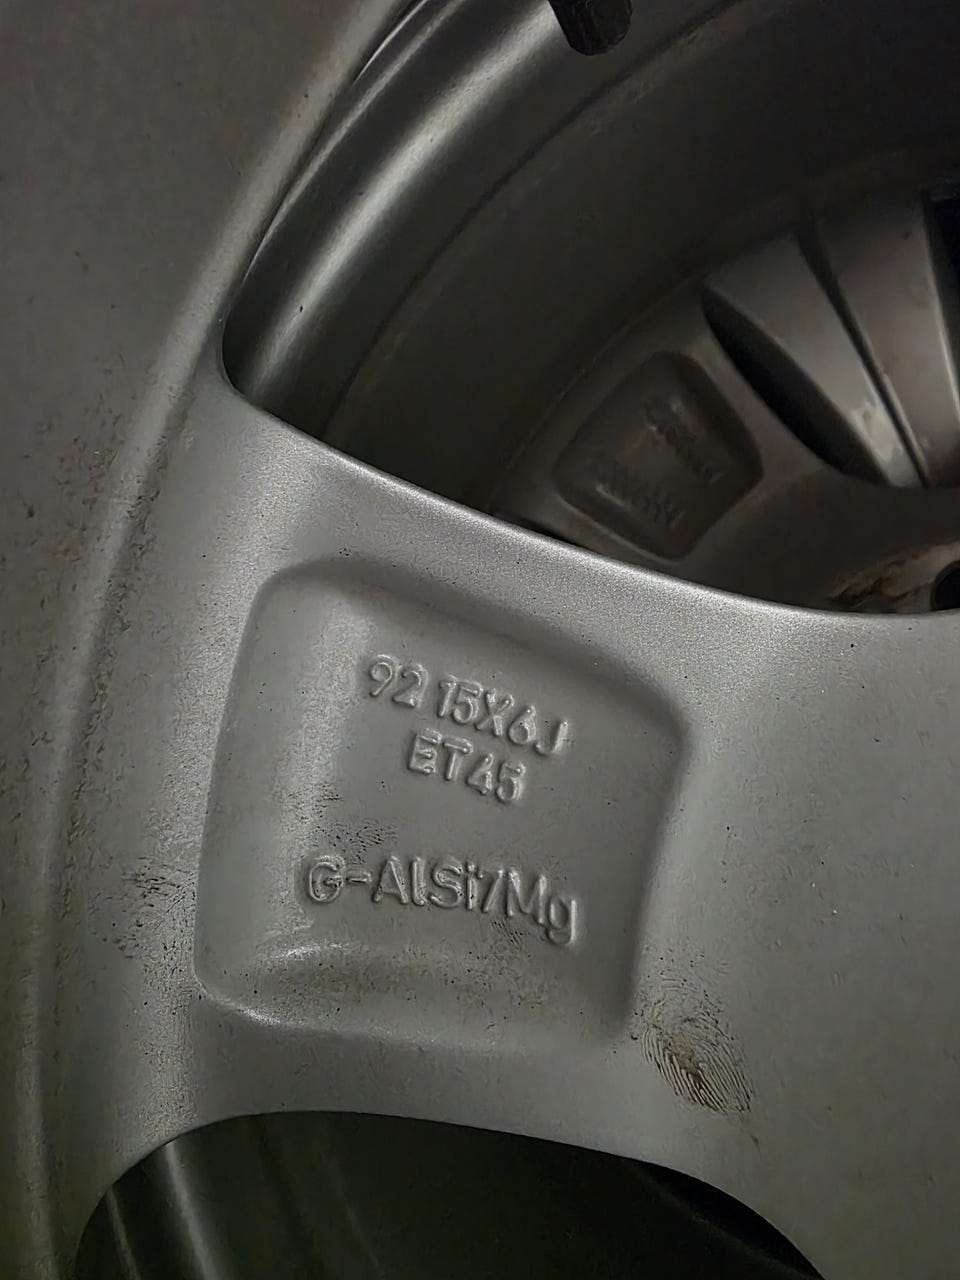 92 15X6J
ET45
G-AlSi7Mg